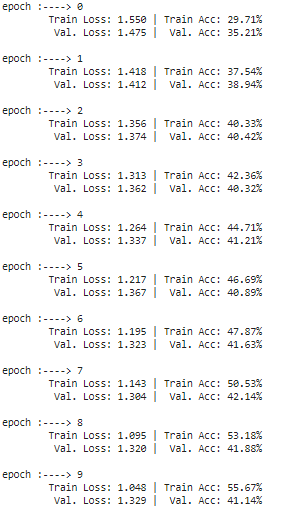 epoch :----> 0
Train Loss: 1.550 | Train Acc: 29.71%
Val. Loss: 1.475 | Val. Acc: 35.21%
epoch :----> 1
Train Loss: 1.418 | Train Acc: 37.54%
Val. Loss: 1.412 | Val. Acc: 38.94%
epoch :----> 2
Train Loss: 1.356 | Train Acc: 40.33%
Val. Loss: 1.374 | Val. Acc: 40.42%
epoch :----> 3
Train Loss: 1.313 | Train Acc: 42.36%
Val. Loss: 1.362 | Val. Acc: 40.32%
epoch :----> 4
Train Loss: 1.264 | Train Acc: 44.71%
Val. Loss: 1.337 | Val. Acc: 41.21%
epoch :----> 5
Train Loss: 1.217 | Train Acc: 46.69%
Val. Loss: 1.367 | Val. Acc: 40.89%
epoch :----> 6
Train Loss: 1.195 | Train Acc: 47.87%
Val. Loss: 1.323 | Val. Acc: 41.63%
epoch :----> 7
Train Loss: 1.143 | Train Acc: 50.53%
Val. Loss: 1.304 | Val. Acc: 42.14%
epoch :----> 8
Train Loss: 1.095 | Train Acc: 53.18%
Val. Loss: 1.320 | Val. Acc: 41.88%
epoch :----> 9
Train Loss: 1.048 | Train Acc: 55.67%
Val. Loss: 1.329 | Val. Acc: 41.14%